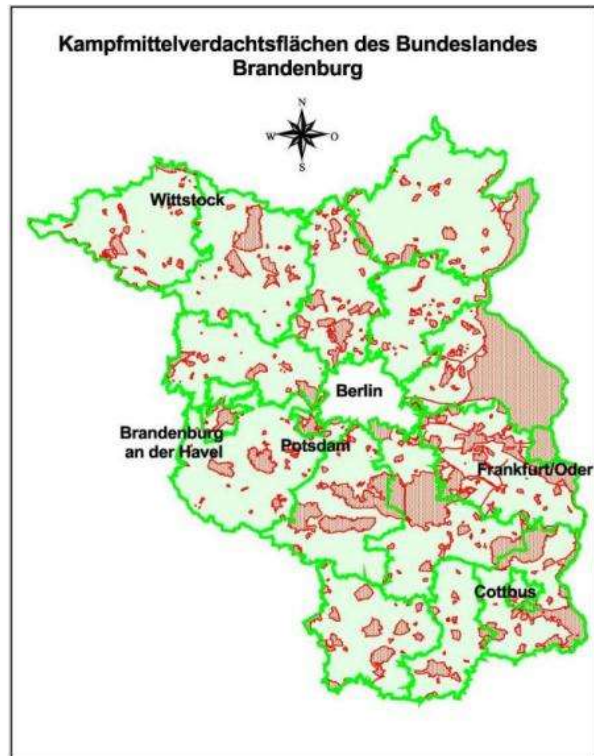 Kampfmittelverdachtsflächen des Bundeslandes
Brandenburg
N
W O
S
Wittstock
Berlin
Brandenburg
an der Havel
Potsdam
Frankfurt/Oder
Cottbus